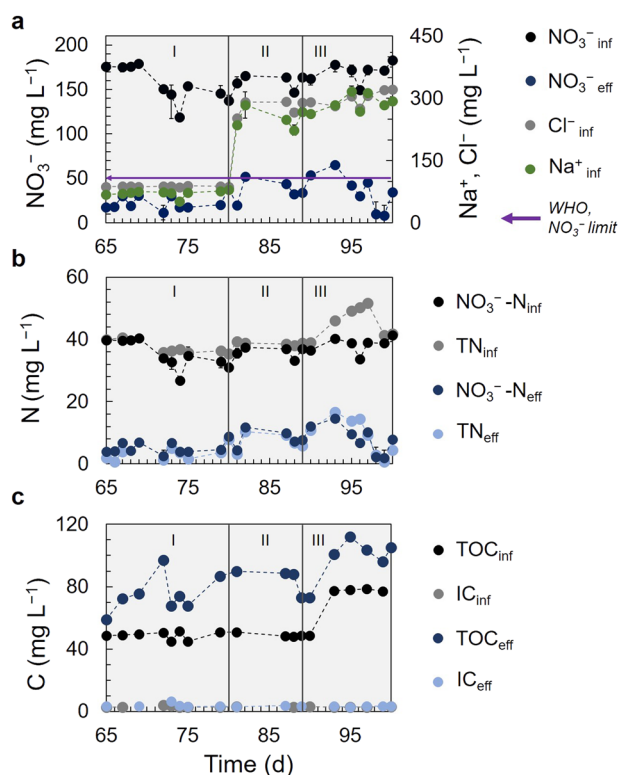 a
200
150
100
50
0
NO₃⁻ (mg L⁻¹)
I
II
III
450
300
150
0
Na⁺, Cl⁻ (mg L⁻¹)
65
75
85
95
NO₃⁻ inf
NO₃⁻ eff
Cl⁻ inf
Na⁺ inf
WHO,
NO₃⁻ limit
b
60
40
20
0
N (mg L⁻¹)
I
II
III
65
75
85
95
NO₃⁻-Ninf
TNinf
NO₃⁻-Neff
TNeff
c
120
80
40
0
C (mg L⁻¹)
I
II
III
65
75
85
95
Time (d)
TOCinf
ICinf
TOCeff
ICeff